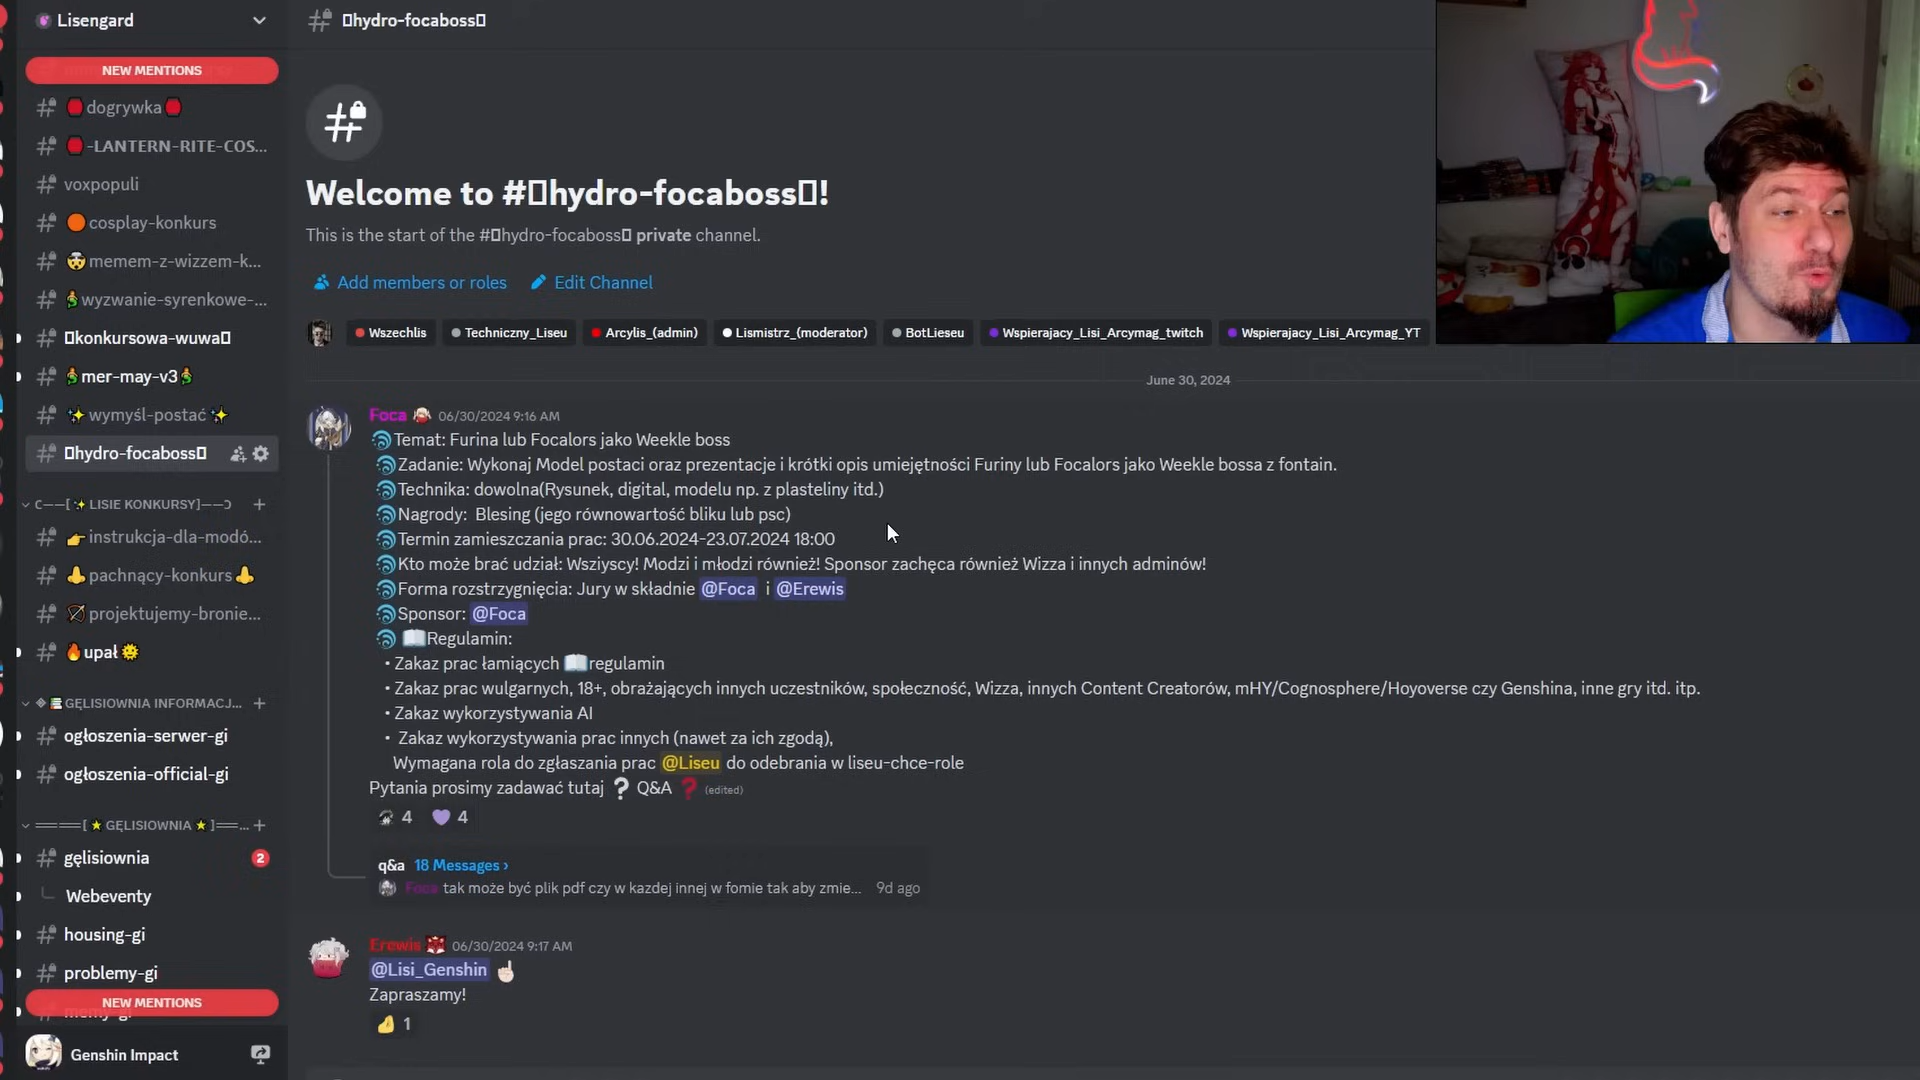 Lisengard
NEW MENTIONS
dogrywka
-LANTERN-RITE-COS...
voxpopuli
cosplay-konkurs
memem-z-wizzem-k...
wyzwanie-syrenkowe-...
konkursowa-wuwa
mer-may-v3
wymyśl-postać
hydro-focaboss
[ LISIE KONKURSY]
instrukcja-dla-modó...
pachnący-konkurs
projektujemy-bronie...
upał
GĘLISIOWNIA INFORMACJ...
ogłoszenia-serwer-gi
ogłoszenia-official-gi
[ GĘLISIOWNIA ]
gęlisiownia 2
Webeventy
housing-gi
problemy-gi
NEW MENTIONS
Genshin Impact
hydro-focaboss
Welcome to #hydro-focaboss!
This is the start of the #hydro-focaboss private channel.
Add members or roles Edit Channel
Wszechlis Techniczny_Liseu Arcylis_(admin) Lismistrz_(moderator) BotLieseu Wspierajacy_Lisi_Arcymag_twitch Wspierajacy_Lisi_Arcymag_YT
June 30, 2024
Foca 06/30/2024 9:16 AM
Temat: Furina lub Focalors jako Weekle boss
Zadanie: Wykonaj Model postaci oraz prezentacje i krótki opis umiejętności Furiny lub Focalors jako Weekle bossa z fontain.
Technika: dowolna(Rysunek, digital, modelu np. z plasteliny itd.)
Nagrody: Blesing (jego równowartość bliku lub psc)
Termin zamieszczania prac: 30.06.2024-23.07.2024 18:00
Kto może brać udział: Wsziyscy! Modzi i młodzi również! Sponsor zachęca również Wizza i innych adminów!
Forma rozstrzygnięcia: Jury w składnie @Foca i @Erewis
Sponsor: @Foca
Regulamin:
• Zakaz prac łamiących regulamin
• Zakaz prac wulgarnych, 18+, obrażających innych uczestników, społeczność, Wizza, innych Content Creatorów, mHY/Cognosphere/Hoyoverse czy Genshina, inne gry itd. itp.
• Zakaz wykorzystywania AI
• Zakaz wykorzystywania prac innych (nawet za ich zgodą),
Wymagana rola do zgłaszania prac @Liseu do odebrania w liseu-chce-role
Pytania prosimy zadawać tutaj ❔ Q&A ❓ (edited)
4 4
q&a 18 Messages ›
Foca tak może być plik pdf czy w kazdej innej w fomie tak aby zmie... 9d ago
Erewis 06/30/2024 9:17 AM
@Lisi_Genshin
Zapraszamy!
1